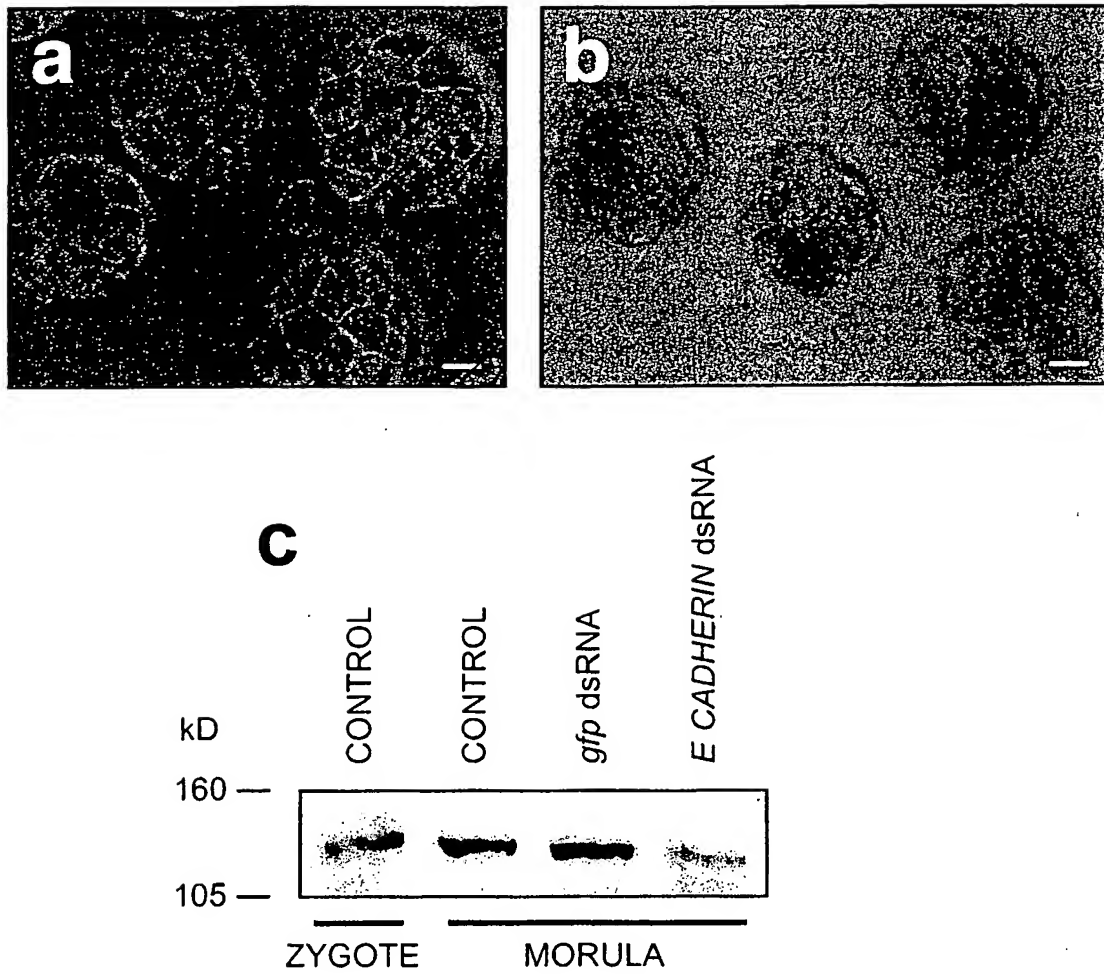 a
b
c
kD
CONTROL
CONTROL
gfp dsRNA
E CADHERIN dsRNA
160
105
ZYGOTE
MORULA